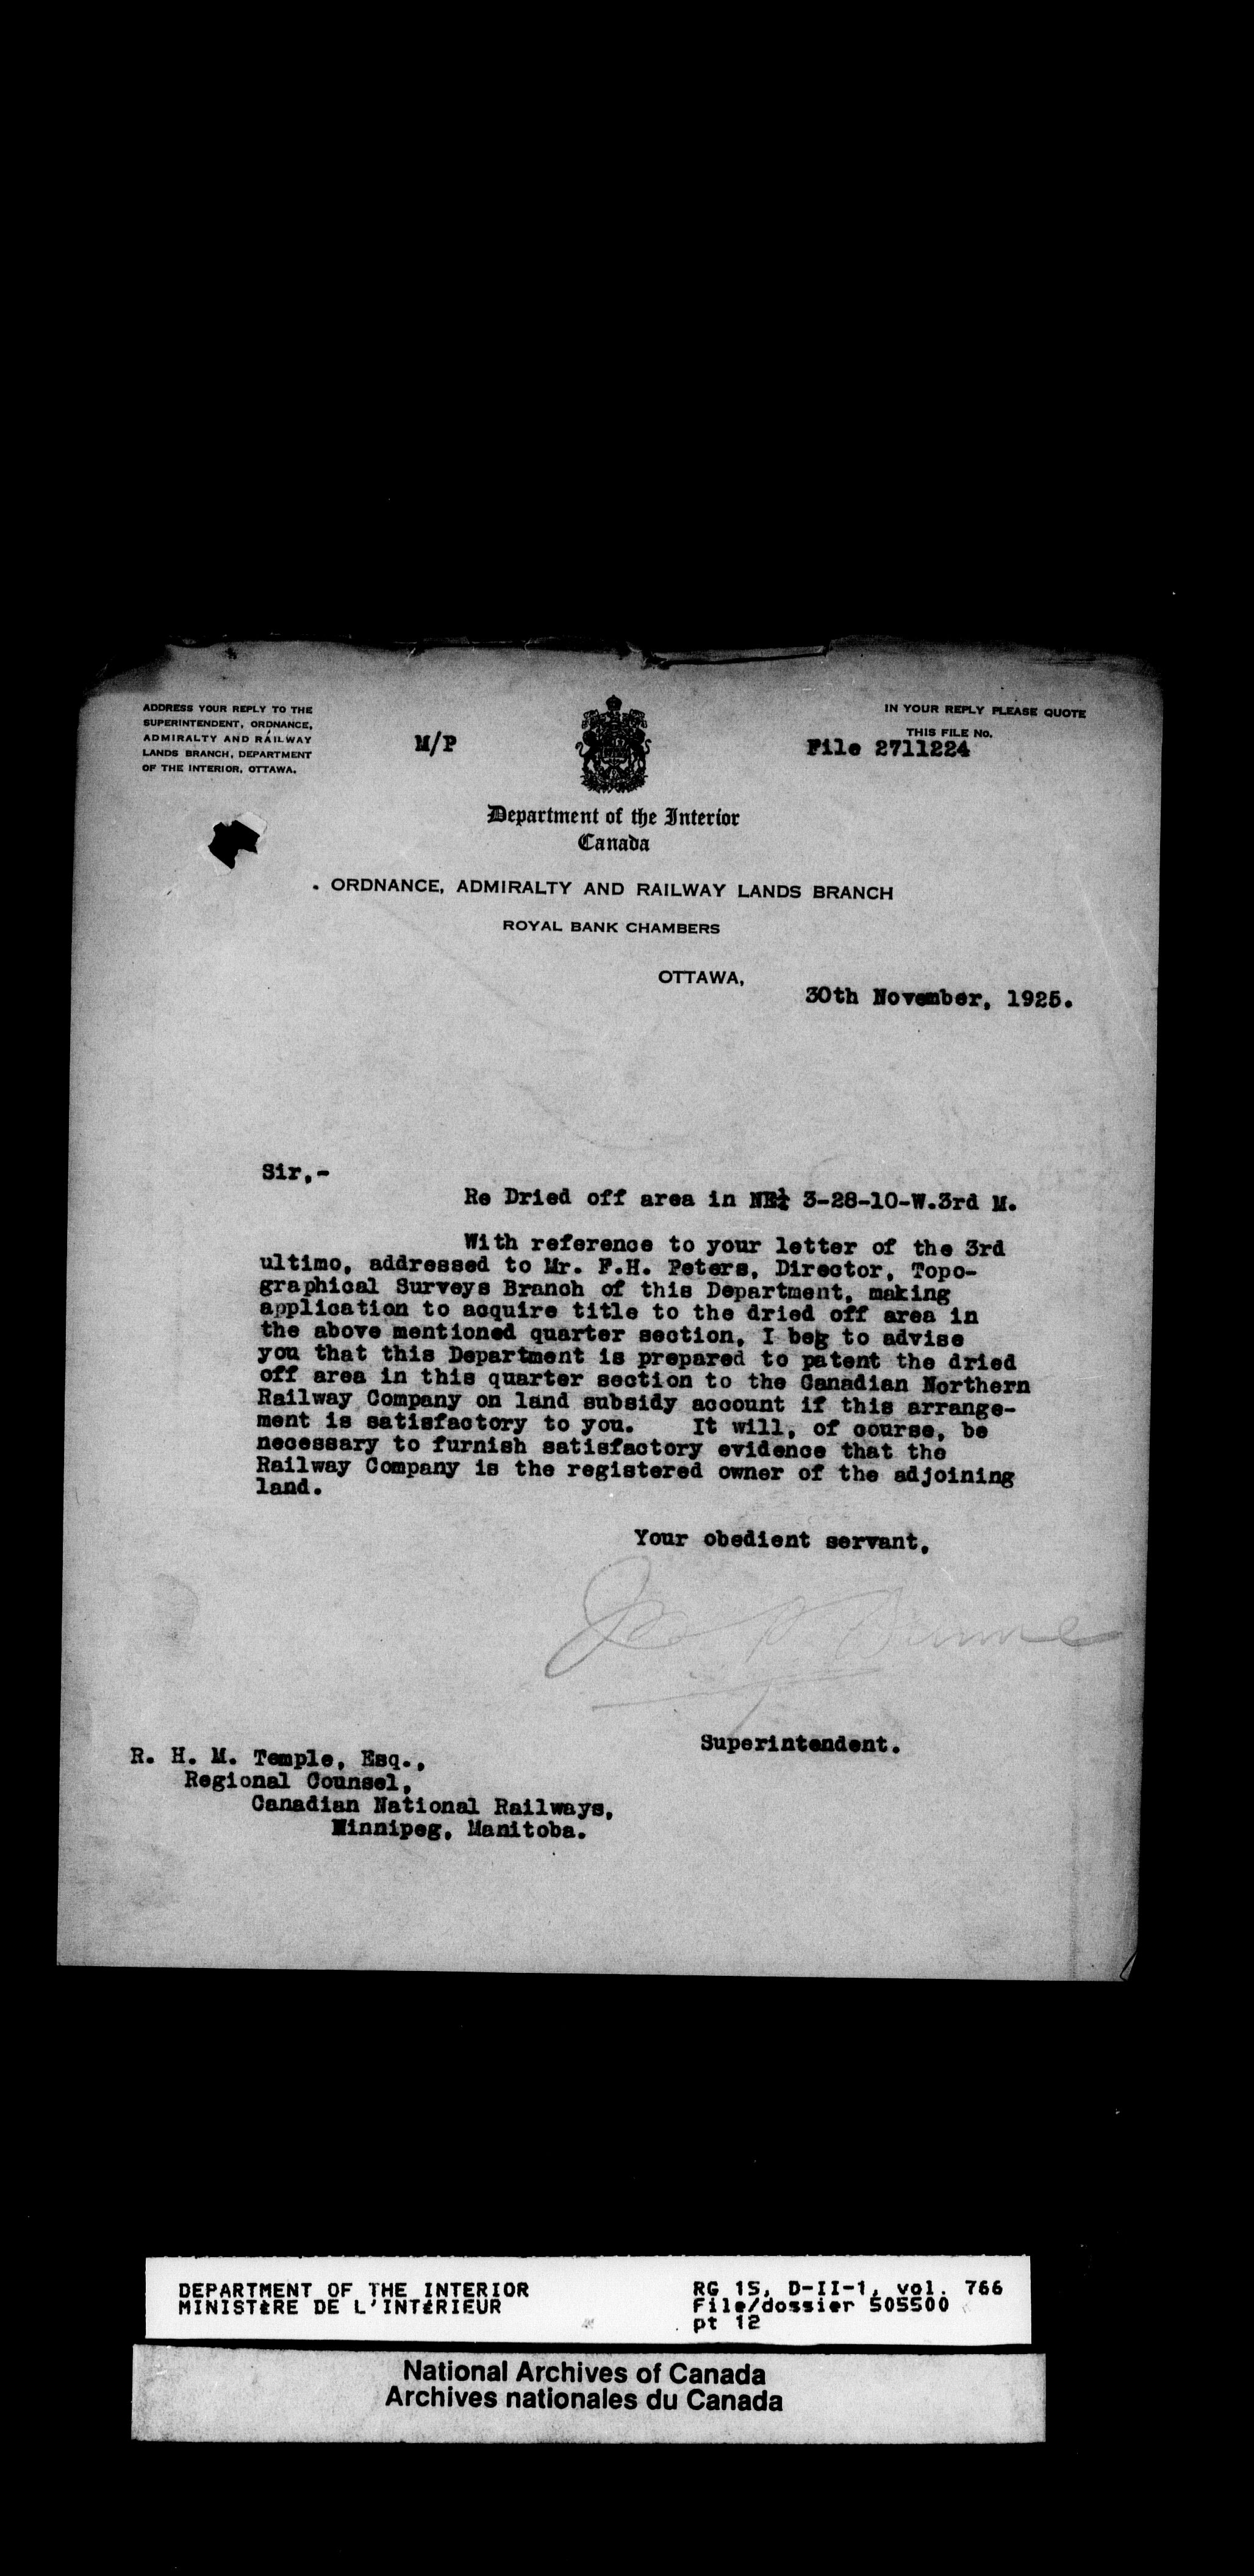 ADDRESS YOUR REPLY TO THE
SUPERINTENDENT, ORDNANCE,
ADMIRALTY AND RAILWAY
LANDS BRANCH, DEPARTMENT
OF THE INTERIOR, OTTAWA.
M/P
IN YOUR REPLY PLEASE QUOTE
THIS FILE No.
File 2711224
Department of the Interior
Canada
ORDNANCE, ADMIRALTY AND RAILWAY LANDS BRANCH
ROYAL BANK CHAMBERS
OTTAWA,
30th November, 1925.
Sir,-
Re Dried off area in NE¼ 3-28-10-W.3rd M.
With reference to your letter of the 3rd
ultimo, addressed to Mr. F.H. Peters, Director, Topo-
graphical Surveys Branch of this Department, making
application to acquire title to the dried off area in
the above mentioned quarter section, I beg to advise
you that this Department is prepared to patent the dried
off area in this quarter section to the Canadian Northern
Railway Company on land subsidy account if this arrange-
ment is satisfactory to you. It will, of course, be
necessary to furnish satisfactory evidence that the
Railway Company is the registered owner of the adjoining
land.
Your obedient servant,
Superintendent.
R. H. M. Temple, Esq.,
Regional Counsel,
Canadian National Railways,
Winnipeg, Manitoba.
DEPARTMENT OF THE INTERIOR
MINISTÈRE DE L'INTÉRIEUR
RG 15, D-II-1, vol. 766
File/dossier 505500
pt 12
National Archives of Canada
Archives nationales du Canada